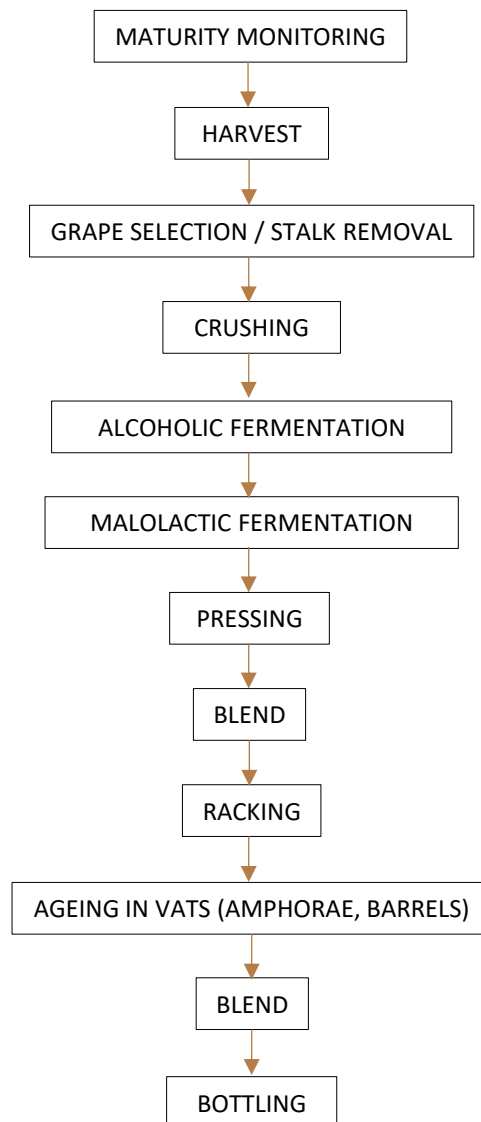 MATURITY MONITORING
HARVEST
GRAPE SELECTION / STALK REMOVAL
CRUSHING
ALCOHOLIC FERMENTATION
MALOLACTIC FERMENTATION
PRESSING
BLEND
RACKING
AGEING IN VATS (AMPHORAE, BARRELS)
BLEND
BOTTLING